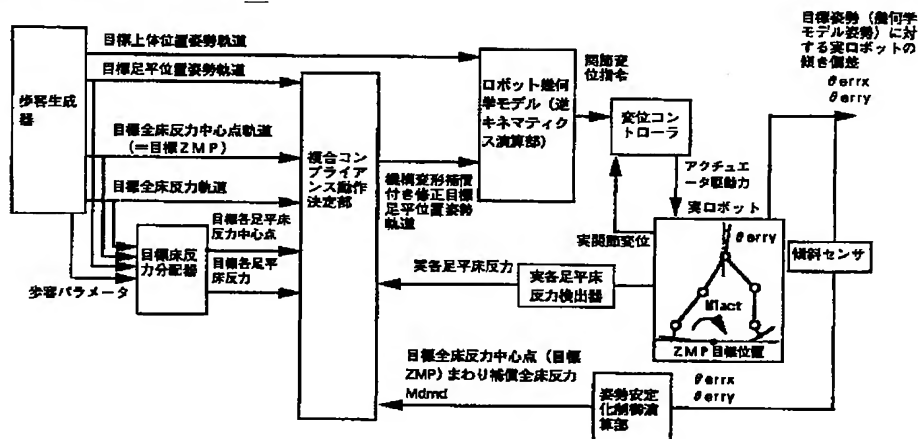 目標上体位置姿勢軌道
目標足平位置姿勢軌道
歩容生成
器
目標全床反力中心点軌道
(=目標ZMP)
目標全床反力軌道
目標各足平床
反力中心点
目標床反
力分配器
目標各足平
床反力
歩容パラメータ
複合コン
プライア
ンス動作
決定部
ロボット幾何
学モデル(逆
キネマティク
ス演算部)
機構変形補償
付き修正目標
足平位置姿勢
軌道
関節変
位指令
変位コン
トローラ
アクチュエ
ータ駆動力
実ロボット
実関節変位
目標姿勢(幾何学
モデル姿勢)に対
する実ロボットの
傾き偏差
θerrx
θerry
θerry
Mact
ZMP目標位置
傾斜センサ
実各足平床反力
実各足平床
反力検出器
目標全床反力中心点(目標
ZMP)まわり補償全床反力
Mdmd
姿勢安定
化制御演
算部
θerrx
θerry